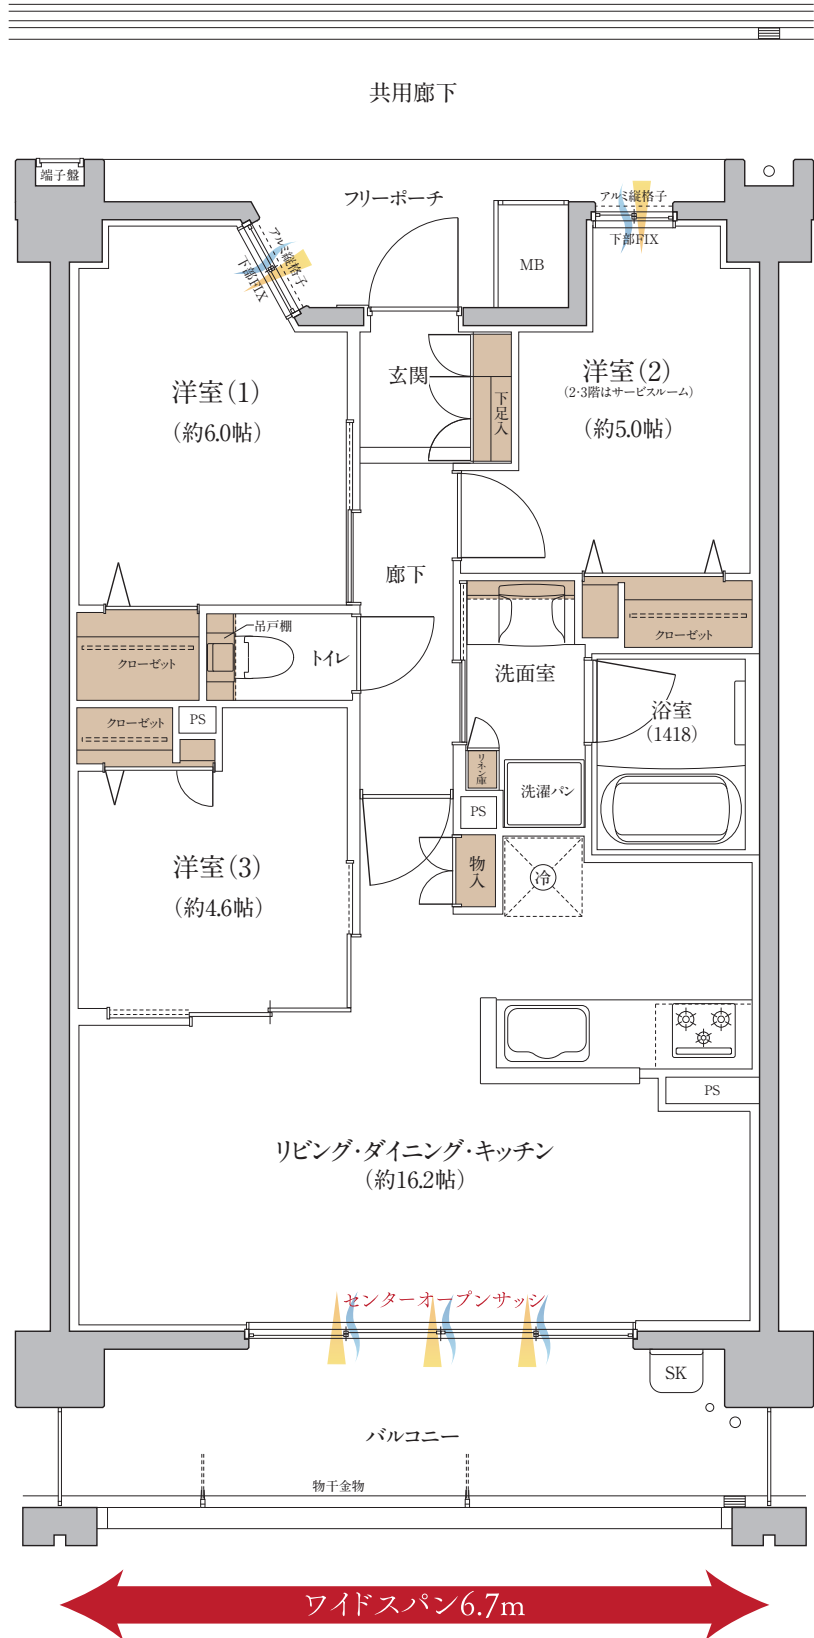 共用廊下
端子盤
フリーポーチ
アルミ縦格子
下部FIX
MB
アルミ縦格子
下部FIX
洋室(1)
(約6.0帖)
玄関
下足入
洋室(2)
(2・3階はサービスルーム)
(約5.0帖)
廊下
吊戸棚
トイレ
クローゼット
クローゼット
洗面室
クローゼット
PS
浴室
(1418)
リネン庫
洗濯パン
PS
洋室(3)
(約4.6帖)
物入
冷
PS
リビング・ダイニング・キッチン
(約16.2帖)
センターオープンサッシ
SK
バルコニー
物干金物
ワイドスパン6.7m